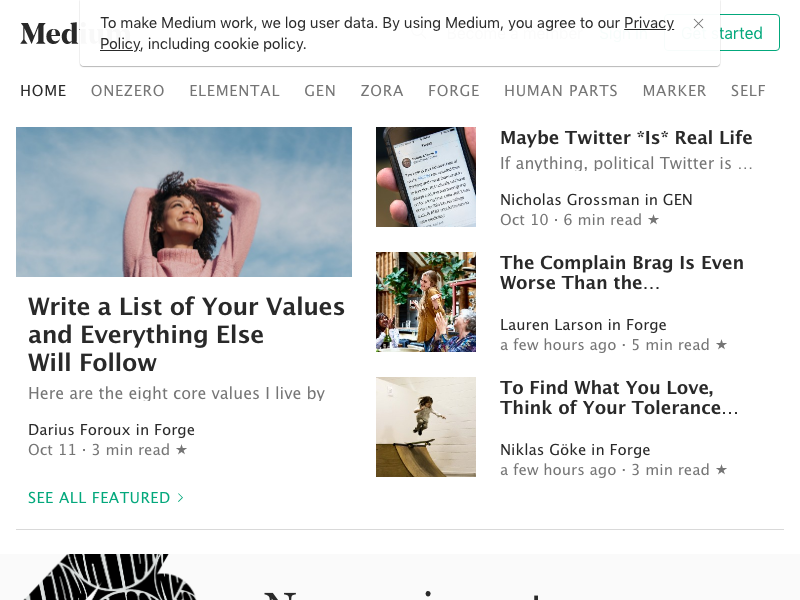 To make Medium work, we log user data. By using Medium, you agree to our Privacy
Policy, including cookie policy.
Medium
started
HOME ONEZERO ELEMENTAL GEN ZORA FORGE HUMAN PARTS MARKER SELF
Write a List of Your Values
and Everything Else
Will Follow
Here are the eight core values I live by
Darius Foroux in Forge
Oct 11 · 3 min read ★
SEE ALL FEATURED
Maybe Twitter *Is* Real Life
If anything, political Twitter is …
Nicholas Grossman in GEN
Oct 10 · 6 min read ★
The Complain Brag Is Even
Worse Than the…
Lauren Larson in Forge
a few hours ago · 5 min read ★
To Find What You Love,
Think of Your Tolerance…
Niklas Göke in Forge
a few hours ago · 3 min read ★